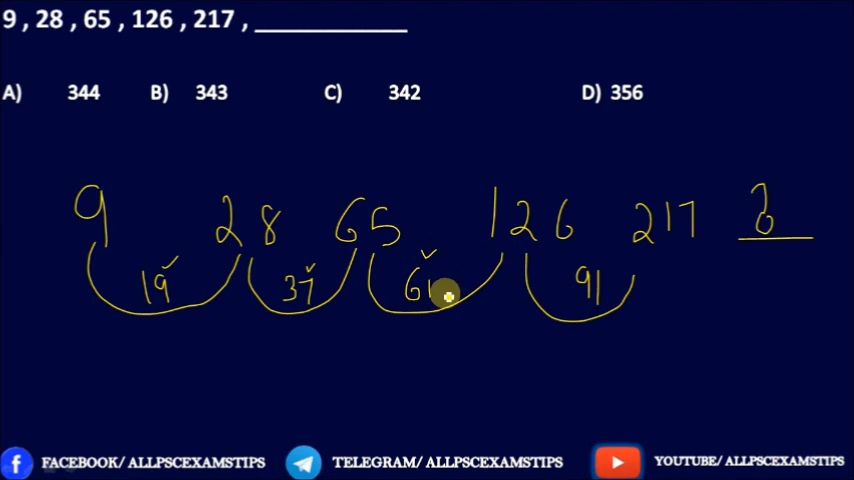 9 , 28 , 65 , 126 , 217 , ____________
A) 344 B) 343 C) 342 D) 356
9 28 65 126 217
19 37 61 91
FACEBOOK/ ALLPSCEXAMSTIPS TELEGRAM/ ALLPSCEXAMSTIPS YOUTUBE/ ALLPSCEXAMSTIPS